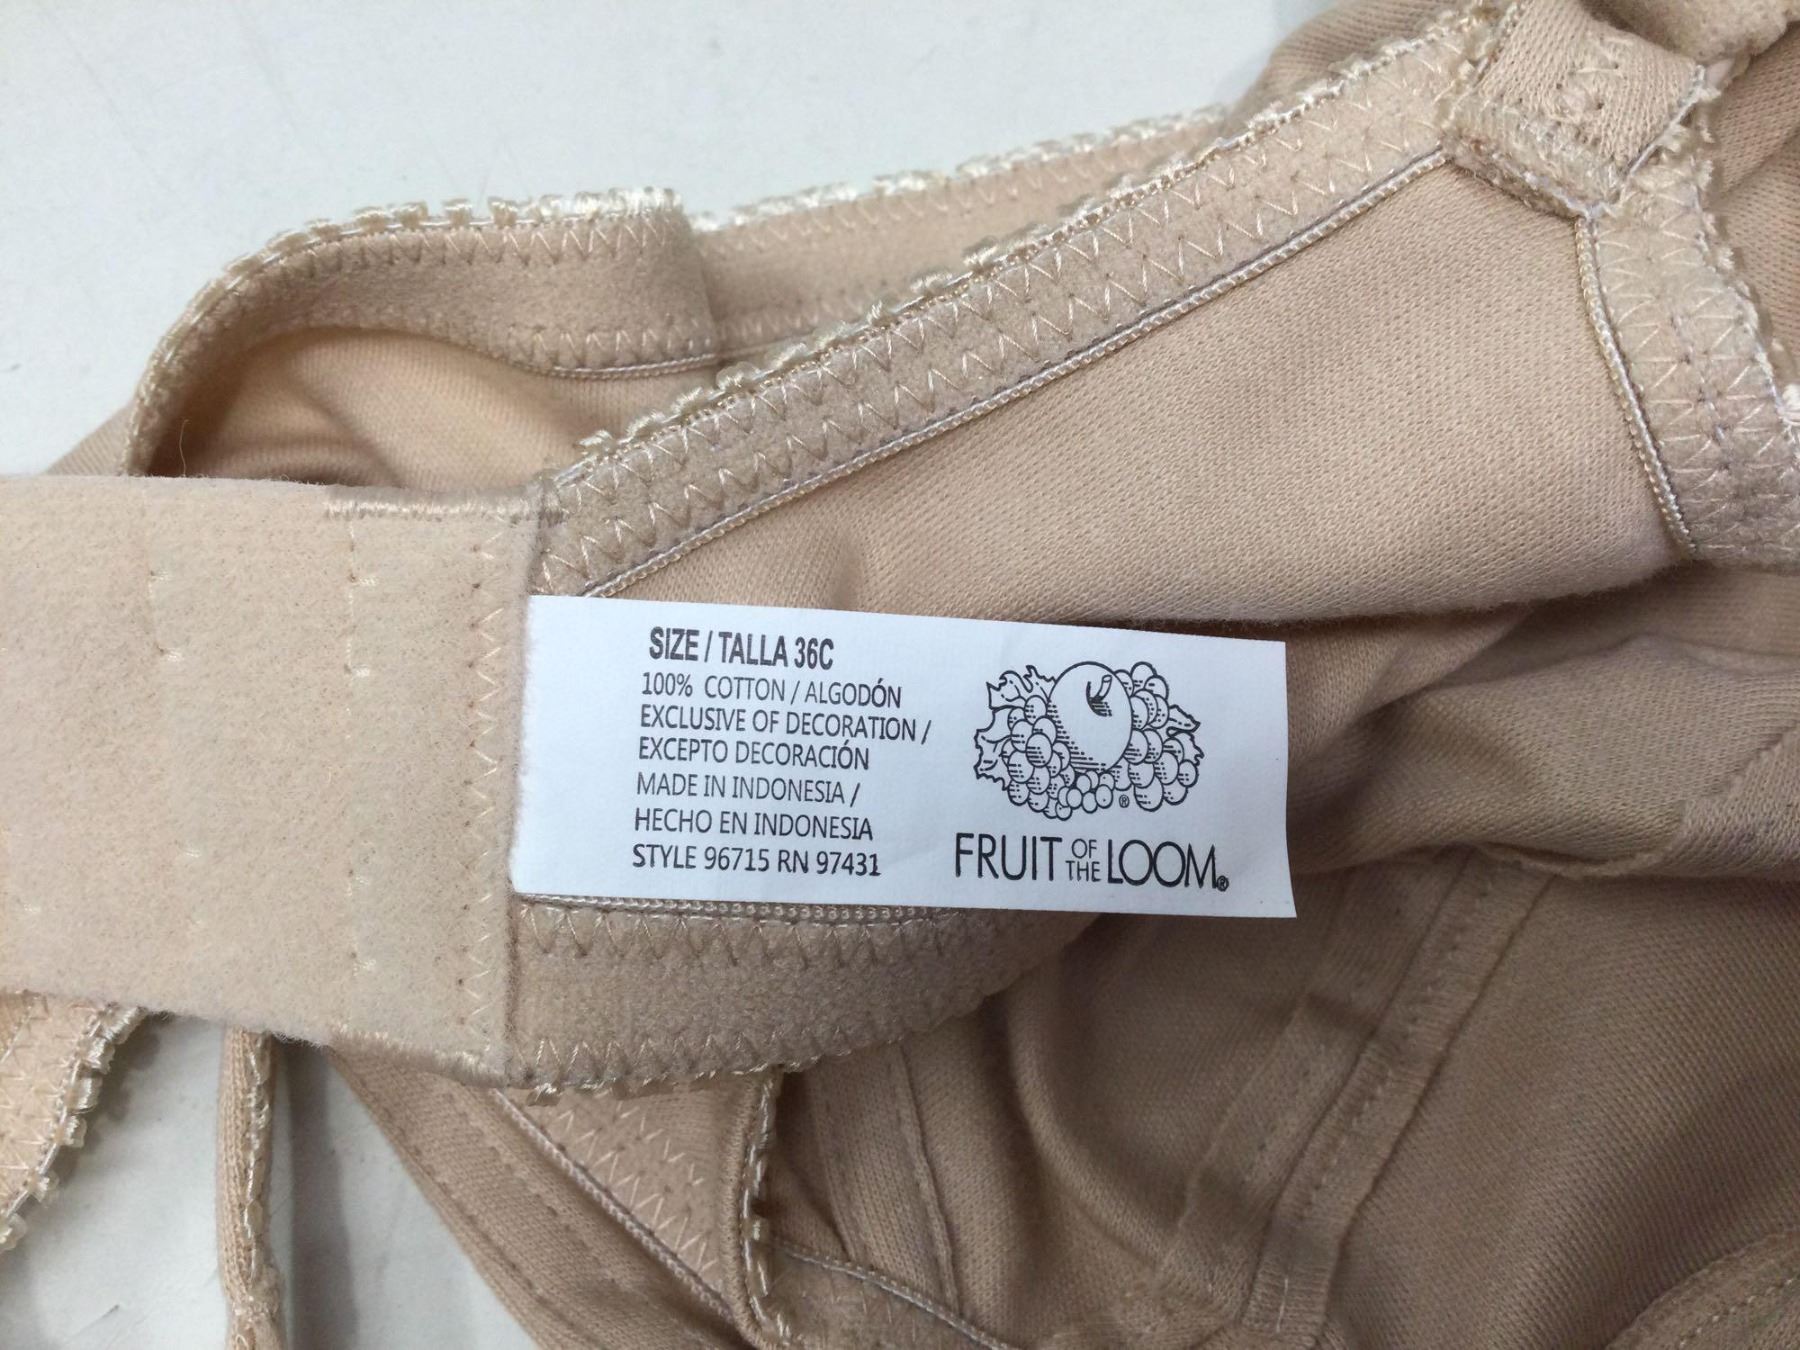 SIZE / TALLA 36C
100% COTTON / ALGODÓN
EXCLUSIVE OF DECORATION /
EXCEPTO DECORACIÓN
MADE IN INDONESIA /
HECHO EN INDONESIA
STYLE 96715 RN 97431
®
FRUIT OF THE LOOM®